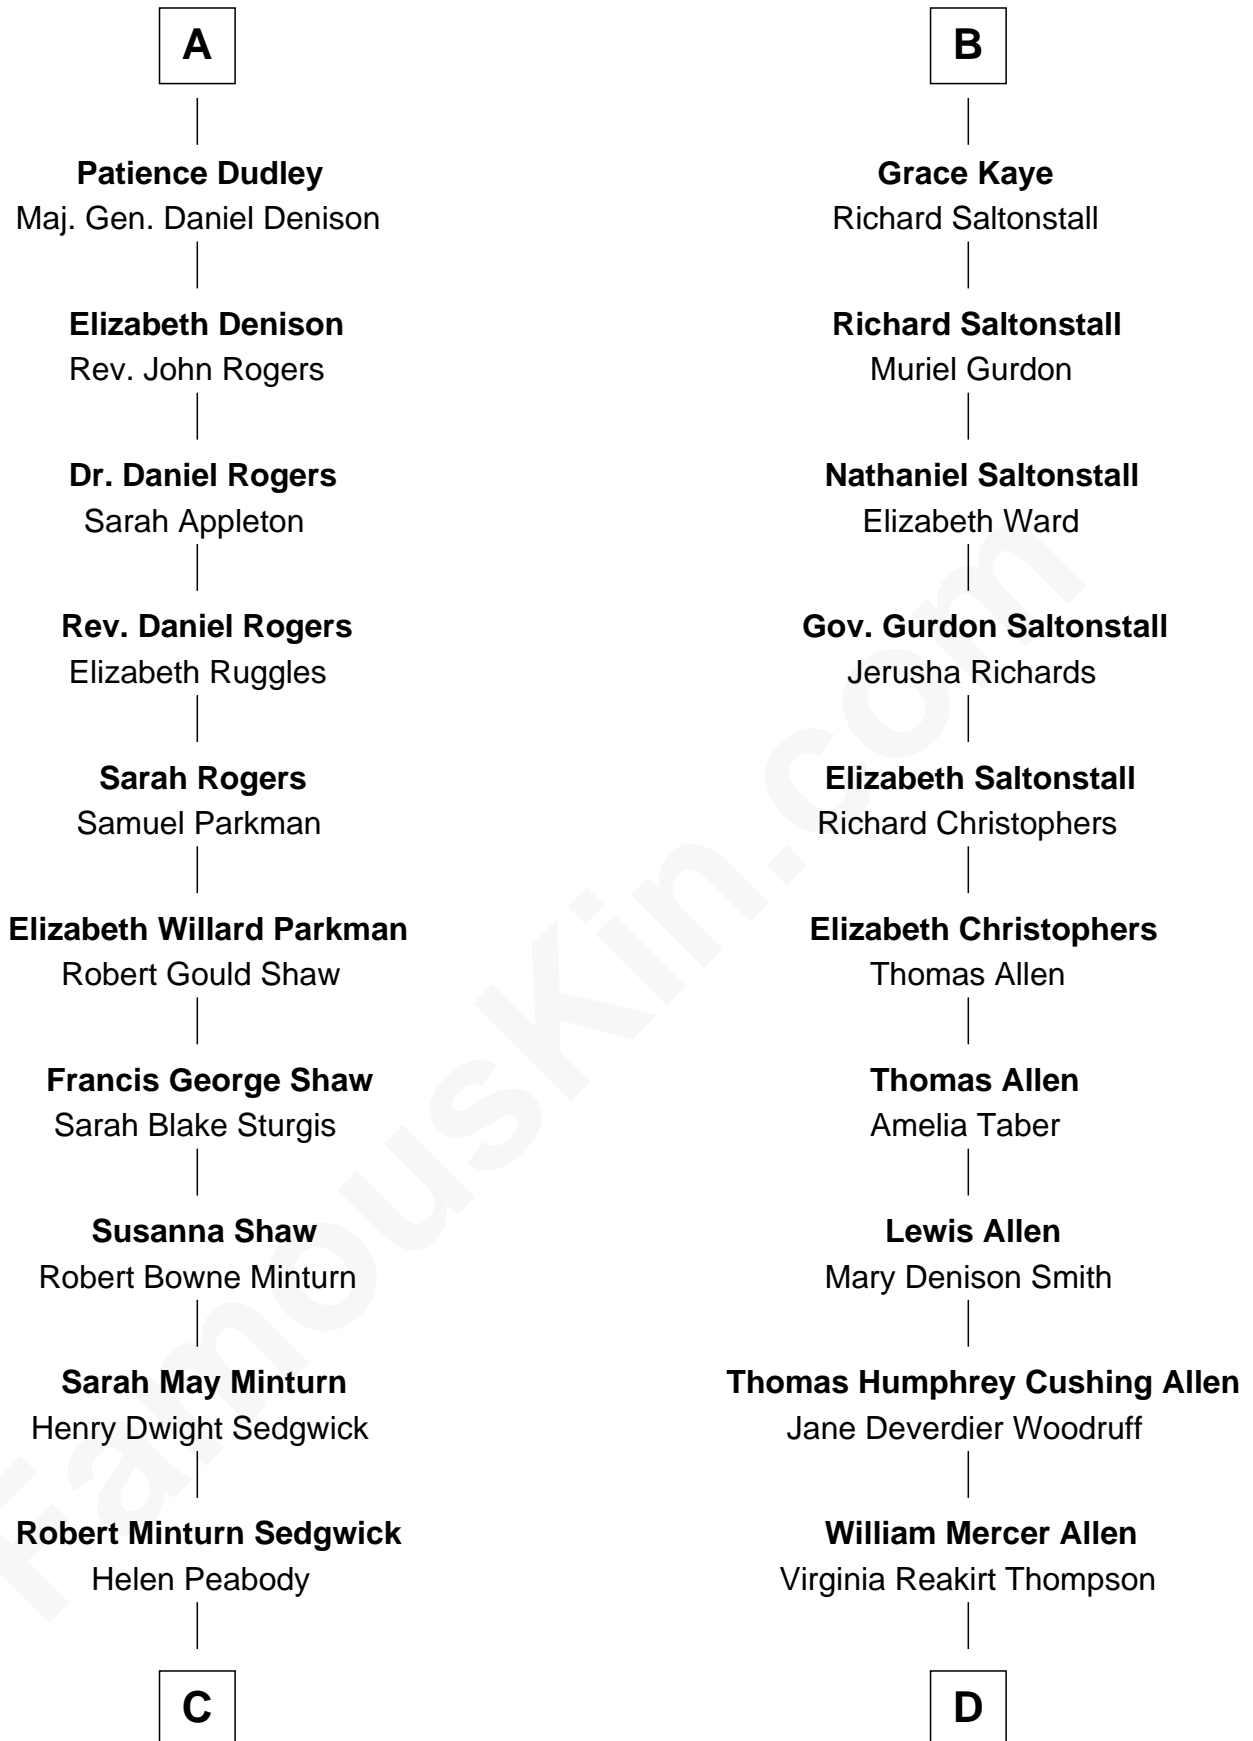 A
Patience Dudley
Maj. Gen. Daniel Denison
Elizabeth Denison
Rev. John Rogers
Dr. Daniel Rogers
Sarah Appleton
Rev. Daniel Rogers
Elizabeth Ruggles
Sarah Rogers
Samuel Parkman
Elizabeth Willard Parkman
Robert Gould Shaw
Francis George Shaw
Sarah Blake Sturgis
Susanna Shaw
Robert Bowne Minturn
Sarah May Minturn
Henry Dwight Sedgwick
Robert Minturn Sedgwick
Helen Peabody
C
B
Grace Kaye
Richard Saltonstall
Richard Saltonstall
Muriel Gurdon
Nathaniel Saltonstall
Elizabeth Ward
Gov. Gurdon Saltonstall
Jerusha Richards
Elizabeth Saltonstall
Richard Christophers
Elizabeth Christophers
Thomas Allen
Thomas Allen
Amelia Taber
Lewis Allen
Mary Denison Smith
Thomas Humphrey Cushing Allen
Jane Deverdier Woodruff
William Mercer Allen
Virginia Reakirt Thompson
D
FamousKin.com